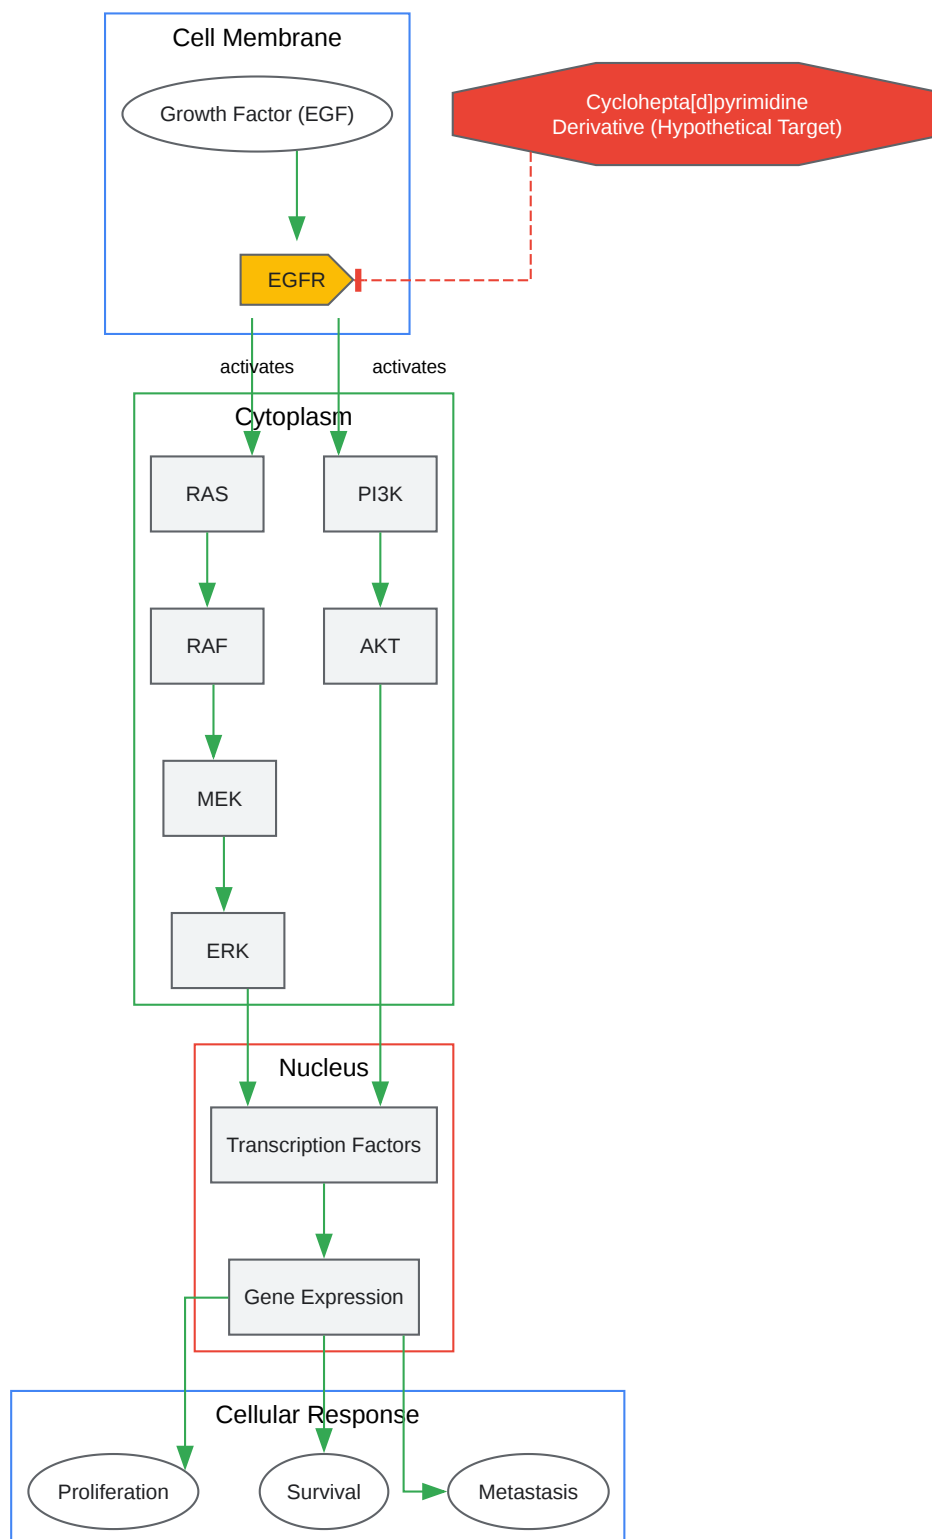 Cell Membrane
Growth Factor (EGF)
Cyclohepta[d]pyrimidine
Derivative (Hypothetical Target)
EGFR
activates
activates
Cytoplasm
RAS
PI3K
RAF
AKT
MEK
ERK
Nucleus
Transcription Factors
Gene Expression
Cellular Response
Proliferation
Survival
Metastasis